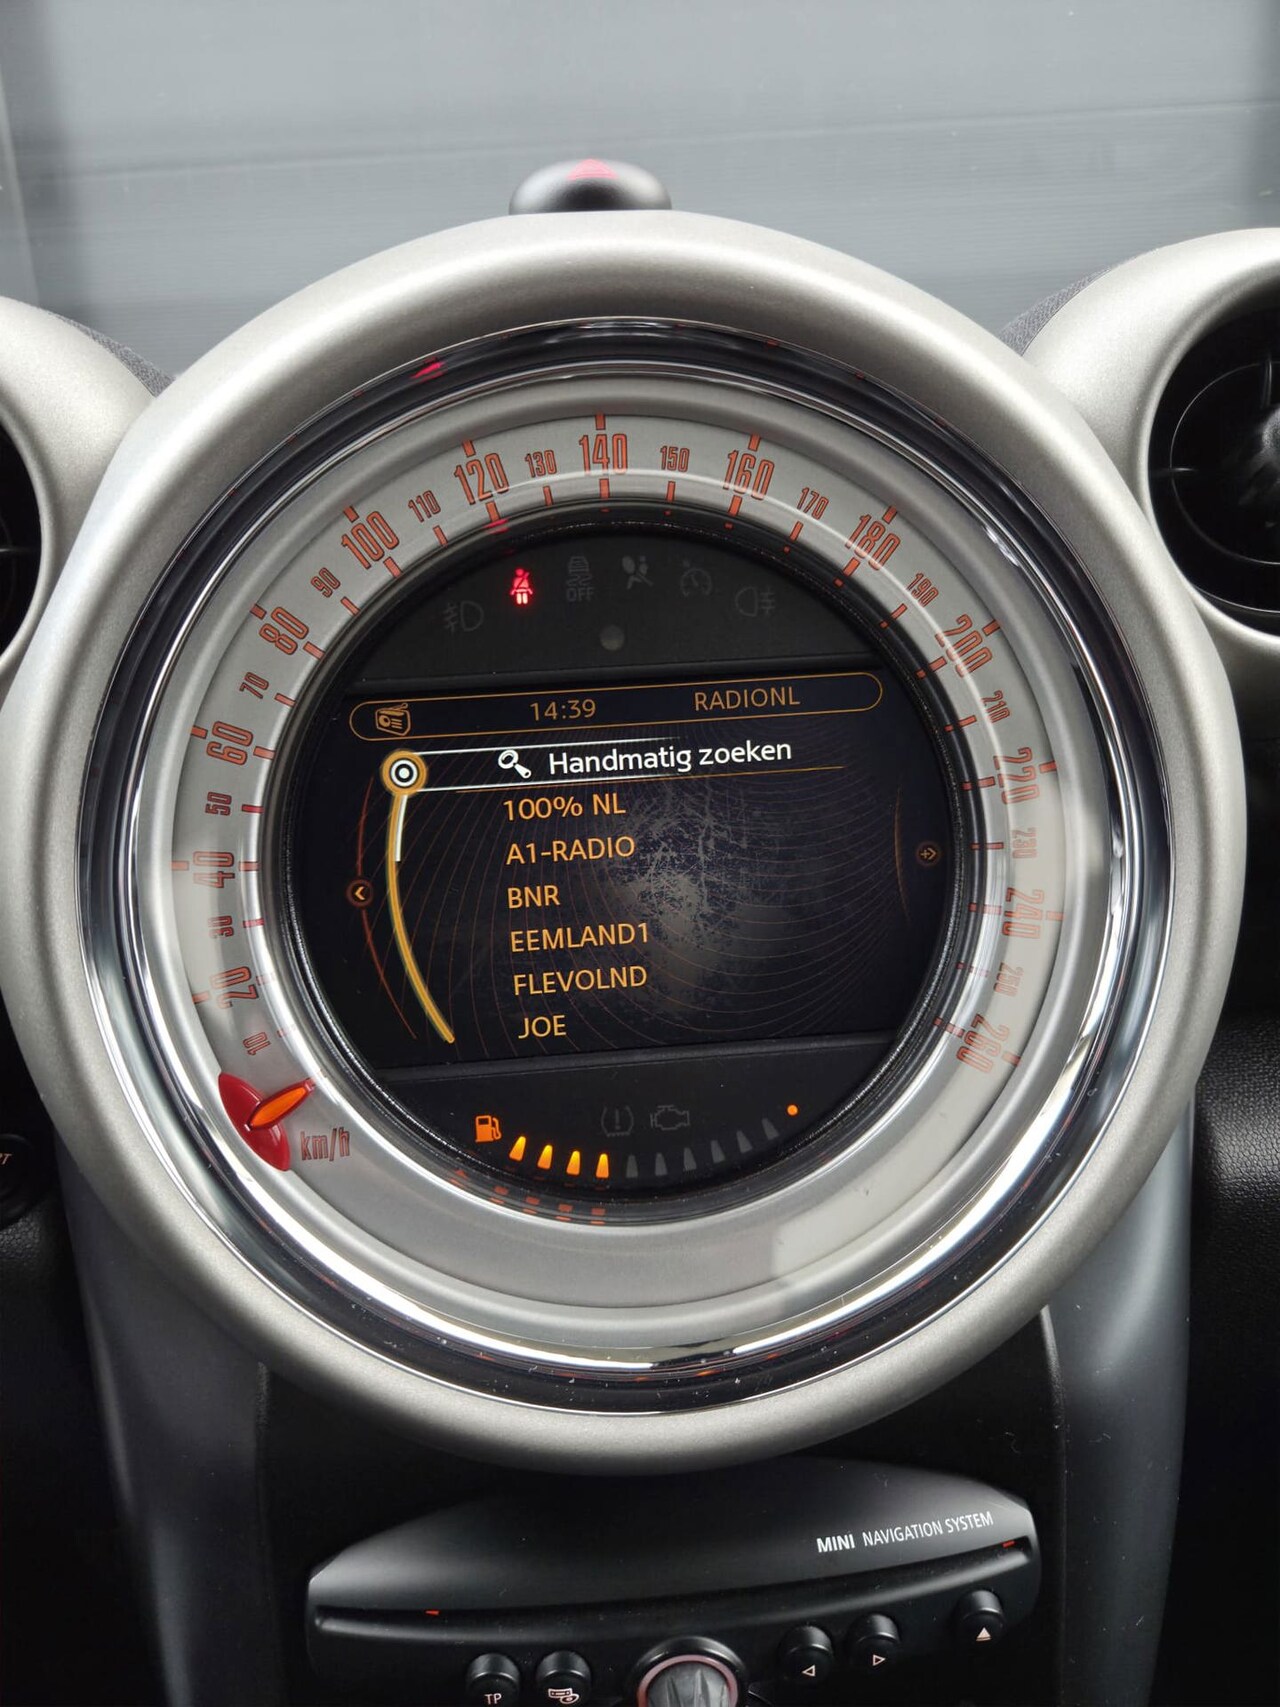 140
130
150
120
160
110
170
100
180
90
190
80
OFF
200
70
210
14:39 RADIONL
60
Handmatig zoeken
220
50
100% NL
230
A1-RADIO
40
BNR
240
30
EEMLAND1
20
FLEVOLND
10
JOE
260
km/h
MINI NAVIGATION SYSTEM
TP